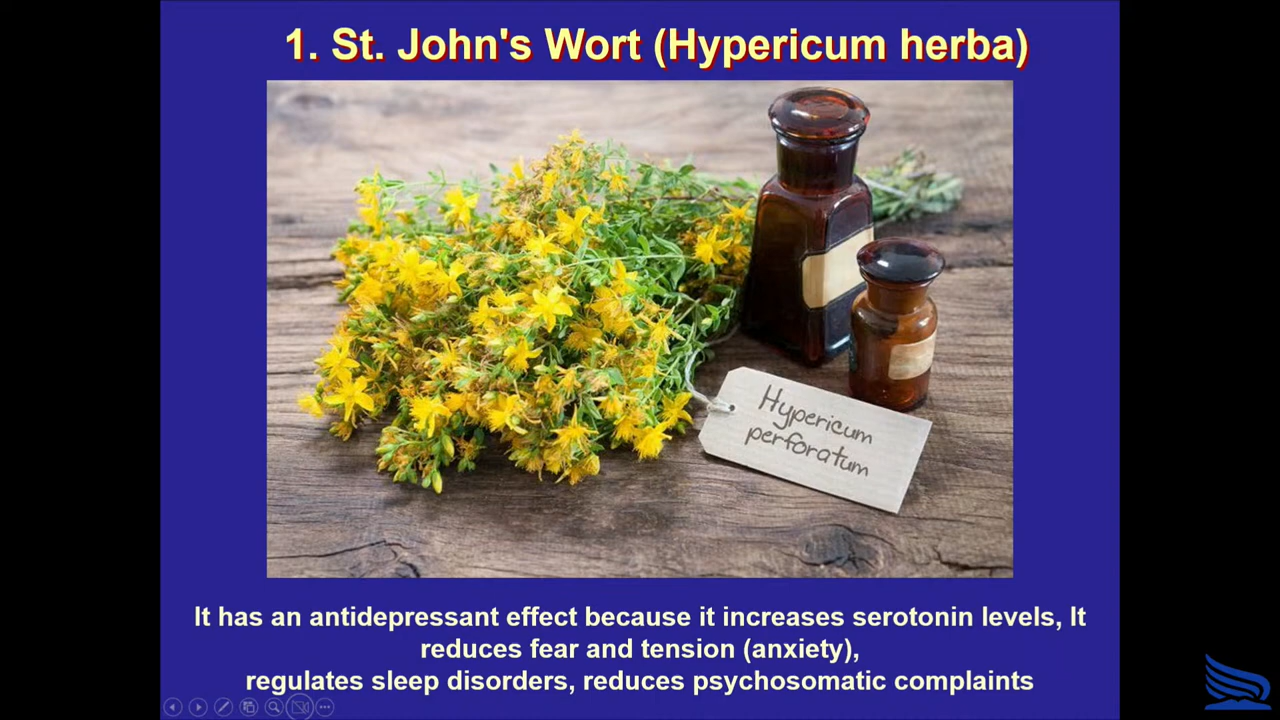 1. St. John's Wort (Hypericum herba)
Hypericum
perforatum
It has an antidepressant effect because it increases serotonin levels, It
reduces fear and tension (anxiety),
regulates sleep disorders, reduces psychosomatic complaints